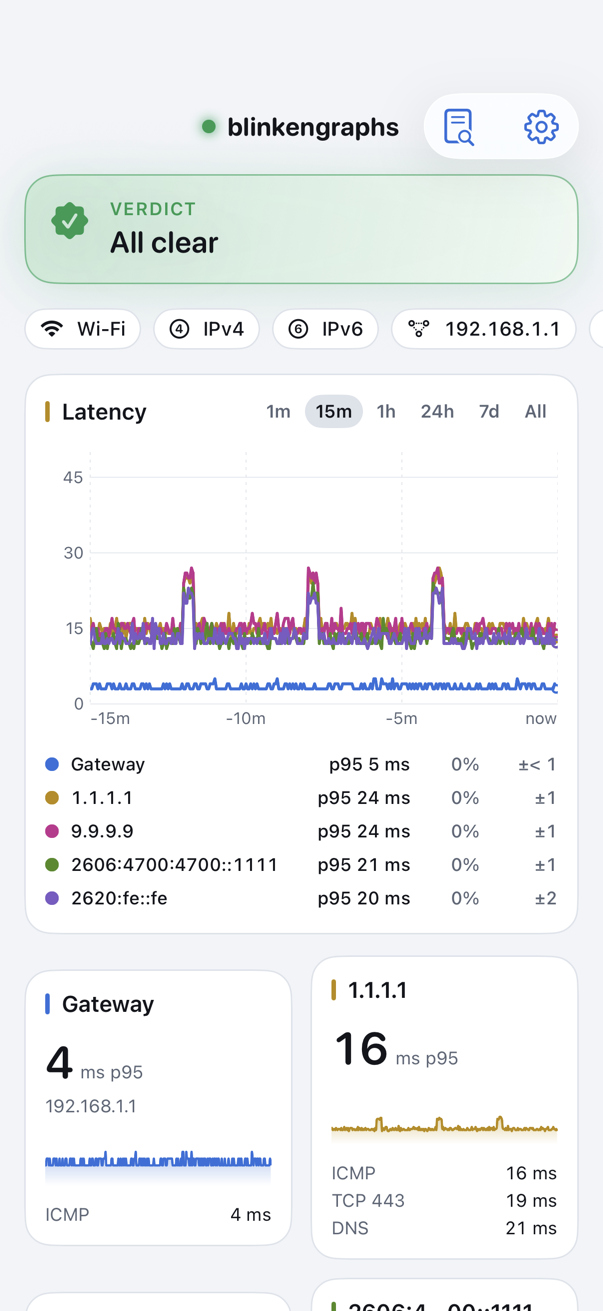 blinkengraphs
VERDICT
All clear
Wi-Fi
4 IPv4
6 IPv6
192.168.1.1
Latency
1m 15m 1h 24h 7d All
45
30
15
0
-15m -10m -5m now
Gateway p95 5 ms 0% ±< 1
1.1.1.1 p95 24 ms 0% ±1
9.9.9.9 p95 24 ms 0% ±1
2606:4700:4700::1111 p95 21 ms 0% ±1
2620:fe::fe p95 20 ms 0% ±2
Gateway
4 ms p95
192.168.1.1
ICMP 4 ms
1.1.1.1
16 ms p95
ICMP 16 ms
TCP 443 19 ms
DNS 21 ms